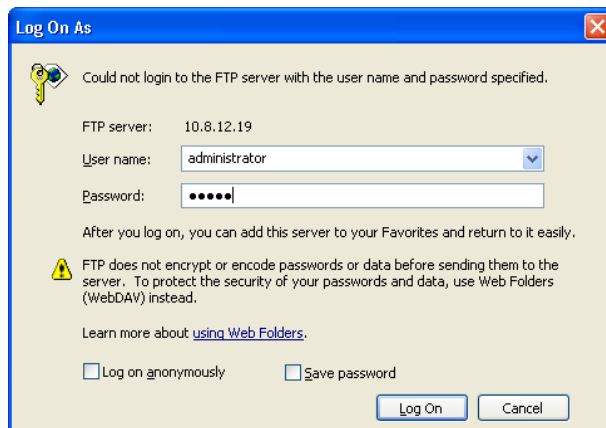 Log On As
Could not login to the FTP server with the user name and password specified.
FTP server: 10.8.12.19
User name: administrator
Password: •••••
After you log on, you can add this server to your Favorites and return to it easily.
FTP does not encrypt or encode passwords or data before sending them to the
server. To protect the security of your passwords and data, use Web Folders
(WebDAV) instead.
Learn more about using Web Folders.
Log on anonymously Save password
Log On Cancel